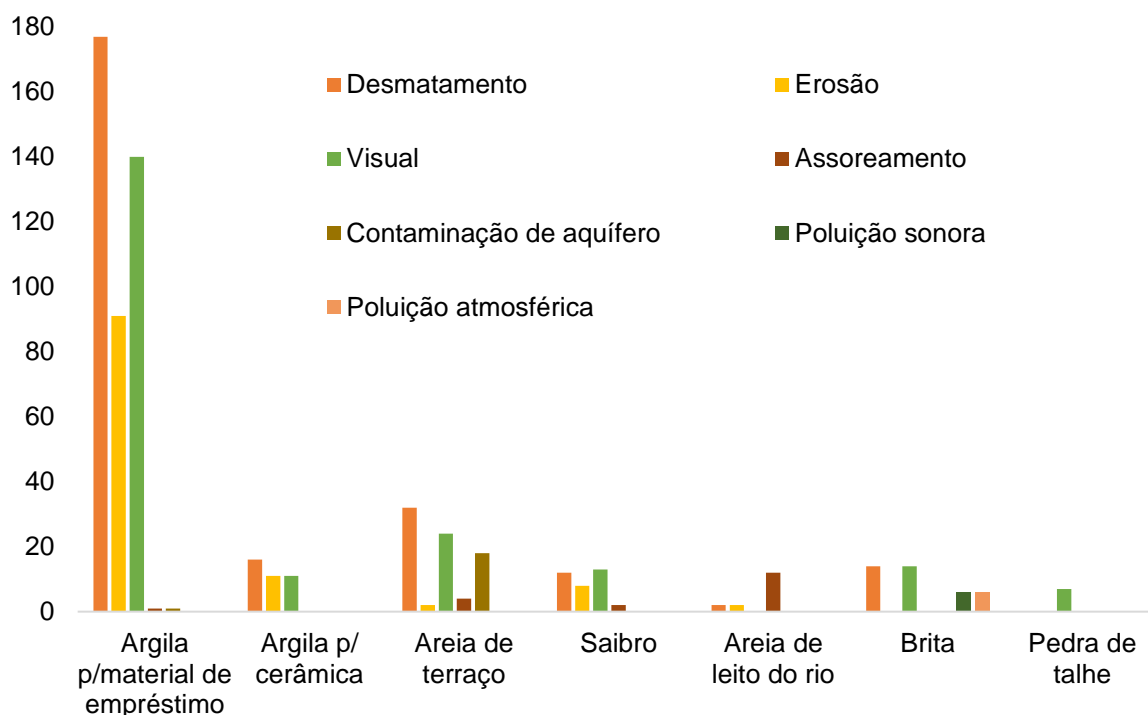 180
160
140
120
100
80
60
40
20
0
Desmatamento
Erosão
Visual
Assoreamento
Contaminação de aquífero
Poluição sonora
Poluição atmosférica
Argila
p/material de
empréstimo
Argila p/
cerâmica
Areia de
terraço
Saibro
Areia de
leito do rio
Brita
Pedra de
talhe